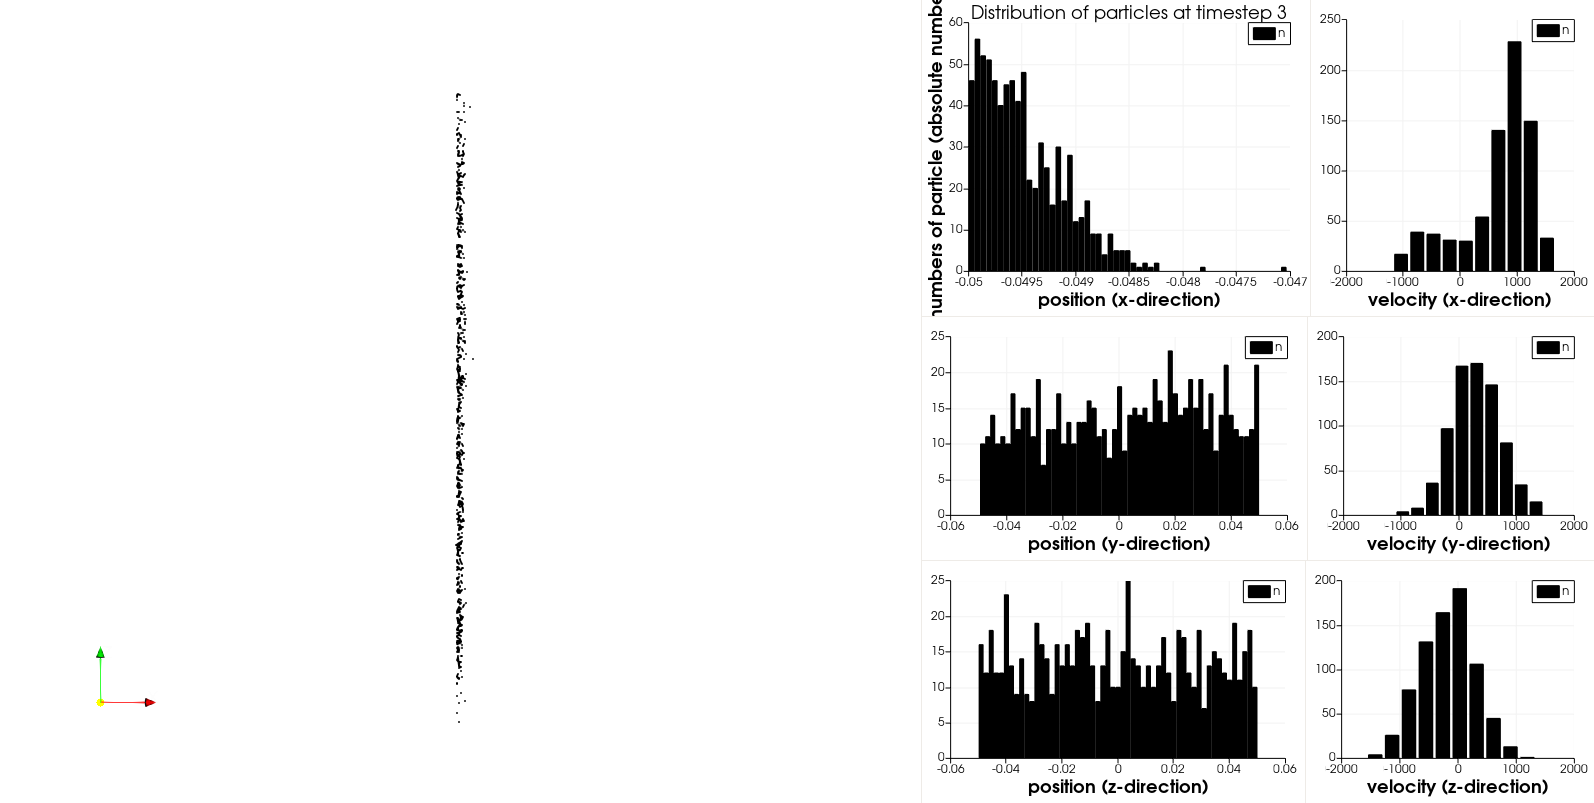 Distribution of particles at timestep 3
numbers of particle (absolute numbe
60
50
40
30
20
10
0
n
-0.05 -0.0495 -0.049 -0.0485 -0.048 -0.0475 -0.047
position (x-direction)
250
200
150
100
50
0
n
-2000 -1000 0 1000 2000
velocity (x-direction)
25
20
15
10
5
0
n
-0.06 -0.04 -0.02 0 0.02 0.04 0.06
position (y-direction)
200
150
100
50
0
n
-2000 -1000 0 1000 2000
velocity (y-direction)
25
20
15
10
5
0
n
-0.06 -0.04 -0.02 0 0.02 0.04 0.06
position (z-direction)
200
150
100
50
0
n
-2000 -1000 0 1000 2000
velocity (z-direction)